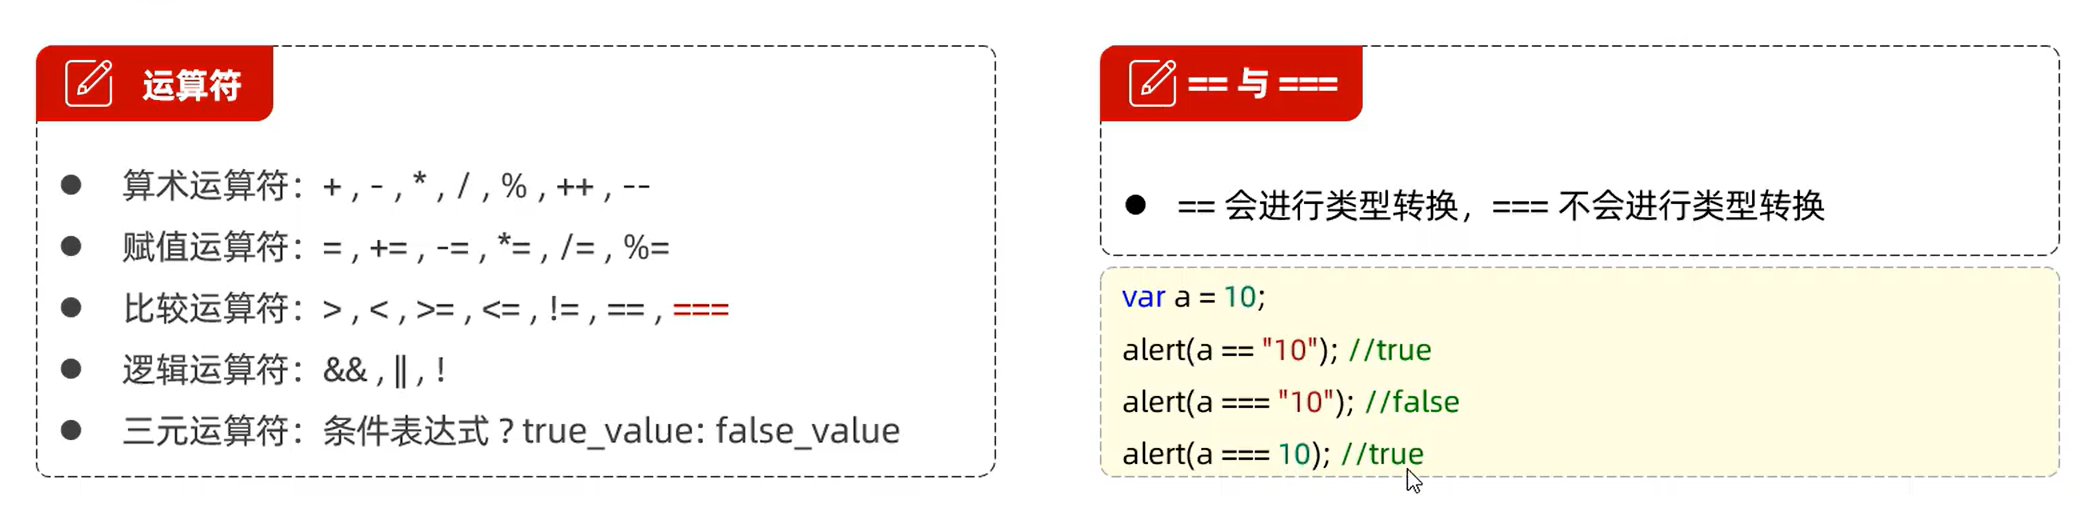 运算符
算术运算符：+ , - , * , / , % , ++ , --
赋值运算符：= , += , -= , *= , /= , %=
比较运算符：> , < , >= , <= , != , == , ===
逻辑运算符：&& , || , !
三元运算符：条件表达式 ? true_value: false_value
== 与 ===
== 会进行类型转换，=== 不会进行类型转换
var a = 10;
alert(a == "10"); //true
alert(a === "10"); //false
alert(a === 10); //true